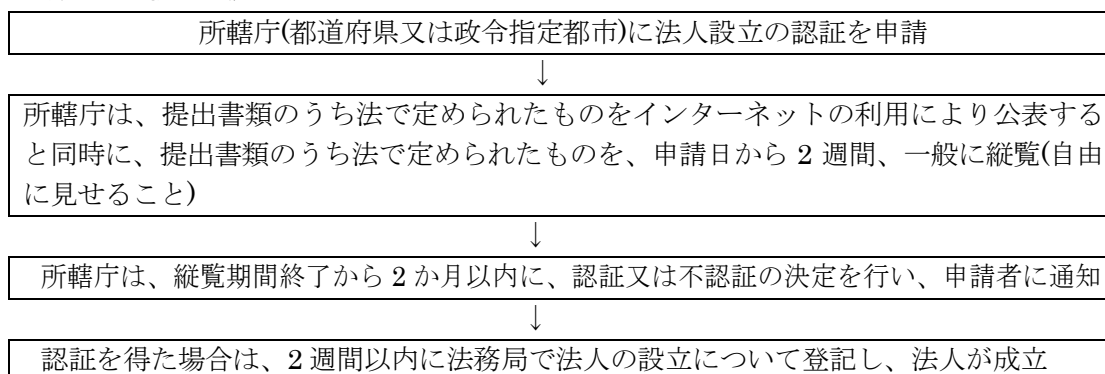 所轄庁(都道府県又は政令指定都市)に法人設立の認証を申請
↓
所轄庁は、提出書類のうち法で定められたものをインターネットの利用により公表する
と同時に、提出書類のうち法で定められたものを、申請日から 2 週間、一般に縦覧(自由
に見せること)
↓
所轄庁は、縦覧期間終了から 2 か月以内に、認証又は不認証の決定を行い、申請者に通知
↓
認証を得た場合は、2 週間以内に法務局で法人の設立について登記し、法人が成立